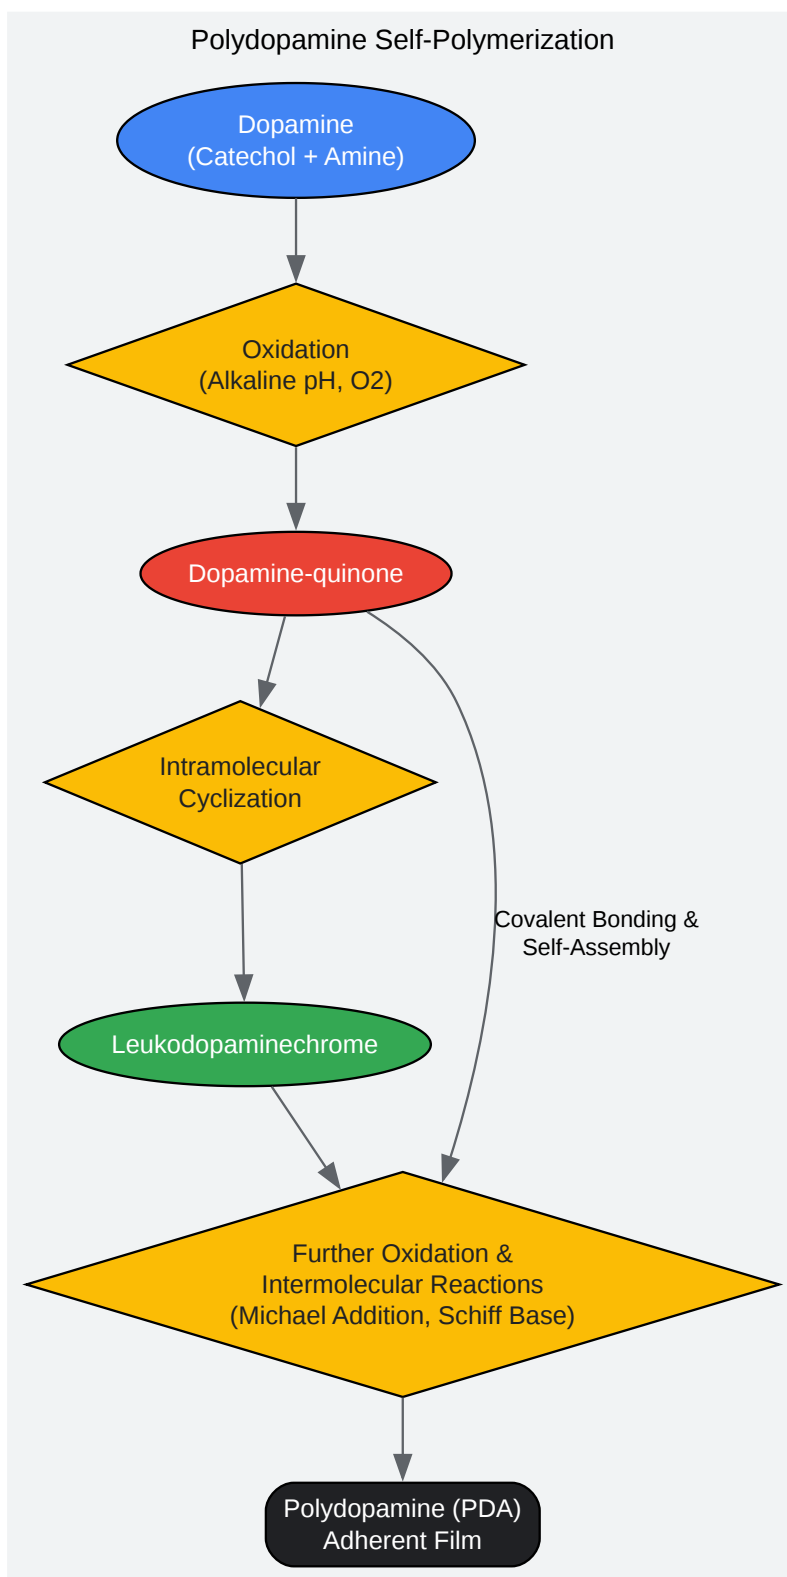 Polydopamine Self-Polymerization
Dopamine
(Catechol + Amine)
Oxidation
(Alkaline pH, O2)
Dopamine-quinone
Intramolecular
Cyclization
Covalent Bonding &
Self-Assembly
Leukodopaminechrome
Further Oxidation &
Intermolecular Reactions
(Michael Addition, Schiff Base)
Polydopamine (PDA)
Adherent Film